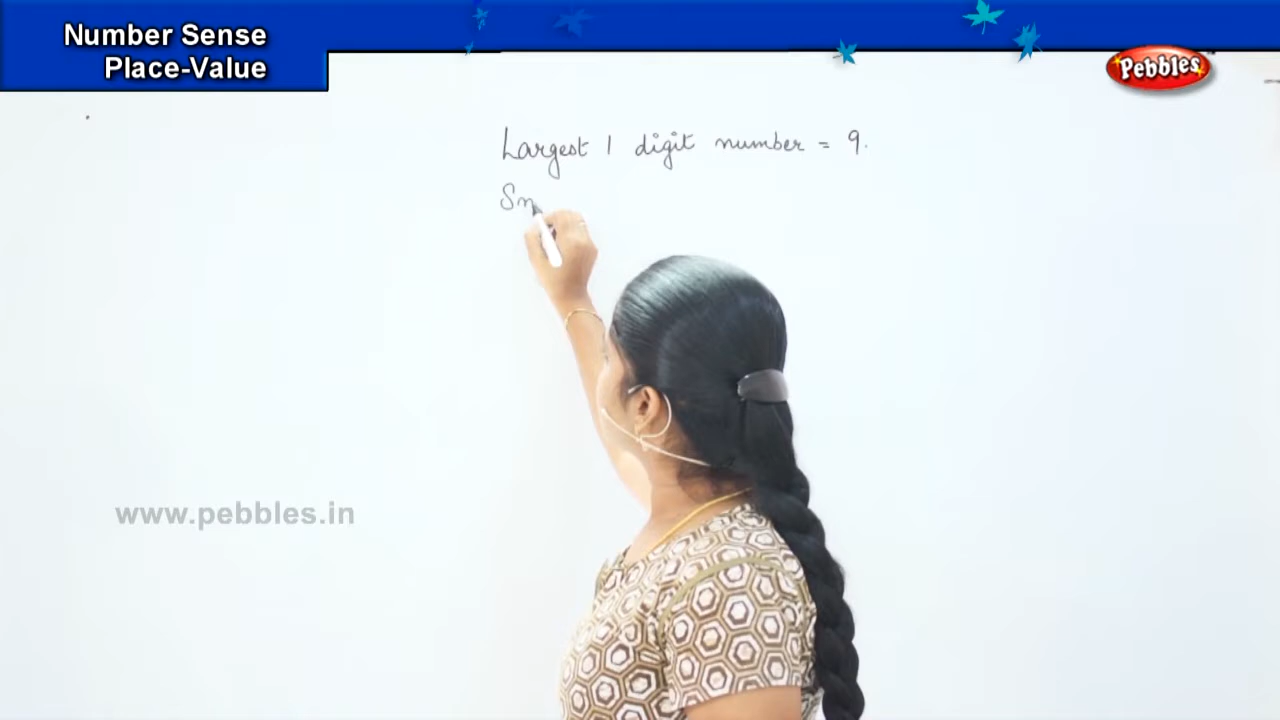 Number Sense
Place-Value
Pebbles
Largest 1 digit number = 9.
Sm
www.pebbles.in